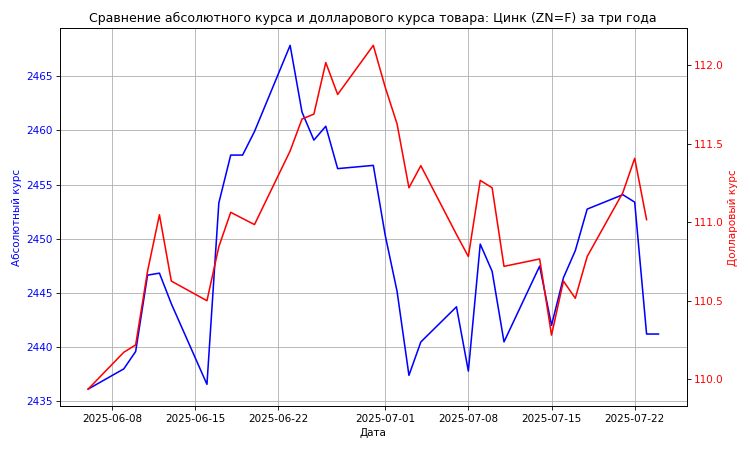 Сравнение абсолютного курса и долларового курса товара: Цинк (ZN=F) за три года
Абсолютный курс
2465
2460
2455
2450
2445
2440
2435
112.0
111.5
111.0
110.5
110.0
Долларовый курс
2025-06-08 2025-06-15 2025-06-22 2025-07-01 2025-07-08 2025-07-15 2025-07-22
Дата